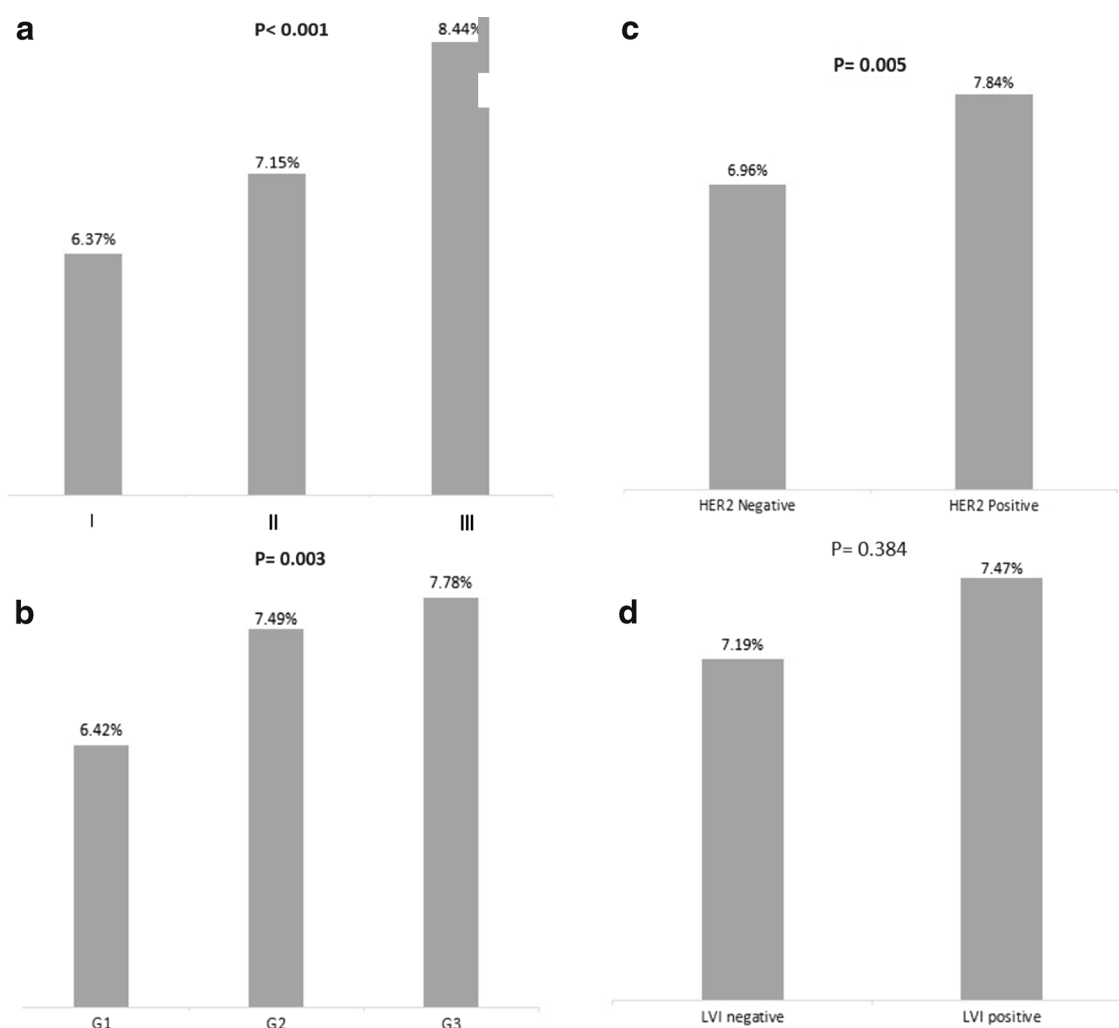 a
P< 0.001
8.44%
7.15%
6.37%
I
II
III
b
P= 0.003
7.78%
7.49%
6.42%
G1
G2
G3
c
P= 0.005
7.84%
6.96%
HER2 Negative
HER2 Positive
d
P= 0.384
7.47%
7.19%
LVI negative
LVI positive